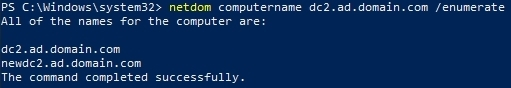 PS C:\Windows\system32> netdom computername dc2.ad.domain.com /enumerate
All of the names for the computer are:

dc2.ad.domain.com
newdc2.ad.domain.com
The command completed successfully.